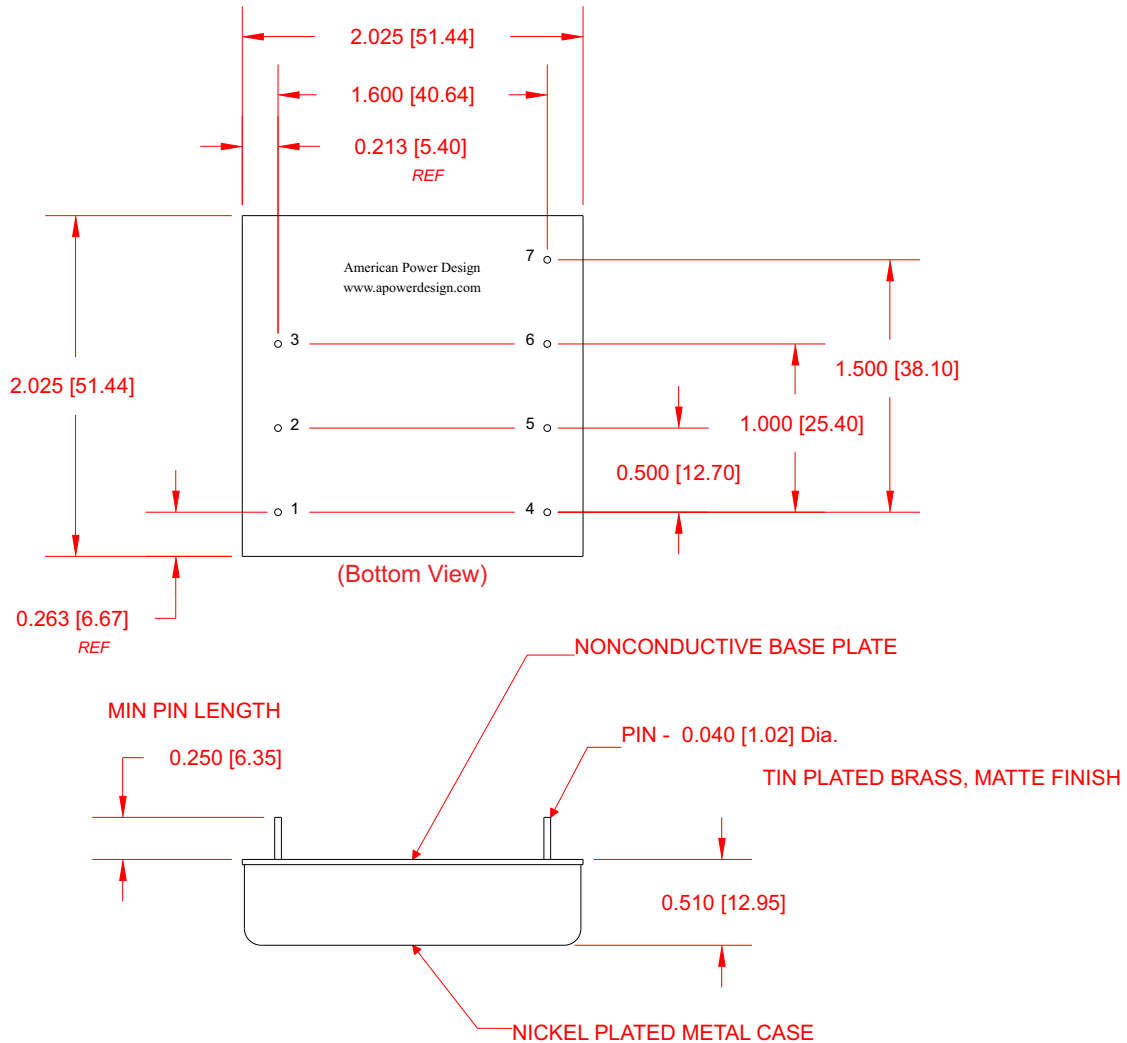 2.025 [51.44]
1.600 [40.64]
0.213 [5.40]
REF
7
American Power Design
www.apowerdesign.com
3
6
1.500 [38.10]
2.025 [51.44]
2
5
1.000 [25.40]
0.500 [12.70]
1
4
(Bottom View)
0.263 [6.67]
REF
NONCONDUCTIVE BASE PLATE
MIN PIN LENGTH
0.250 [6.35]
PIN - 0.040 [1.02] Dia.
TIN PLATED BRASS, MATTE FINISH
0.510 [12.95]
NICKEL PLATED METAL CASE